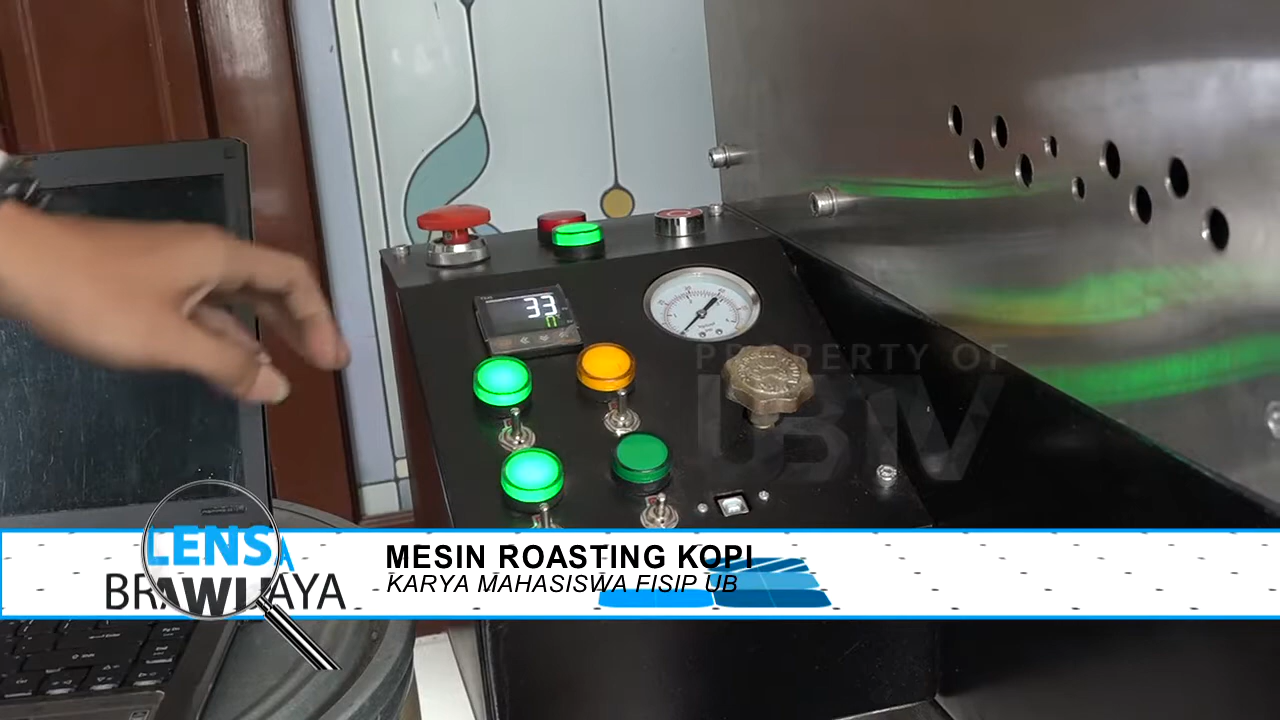 33
PROPERTY OF
UBTV
LENSA
BRAWIJAYA
MESIN ROASTING KOPI
KARYA MAHASISWA FISIP UB